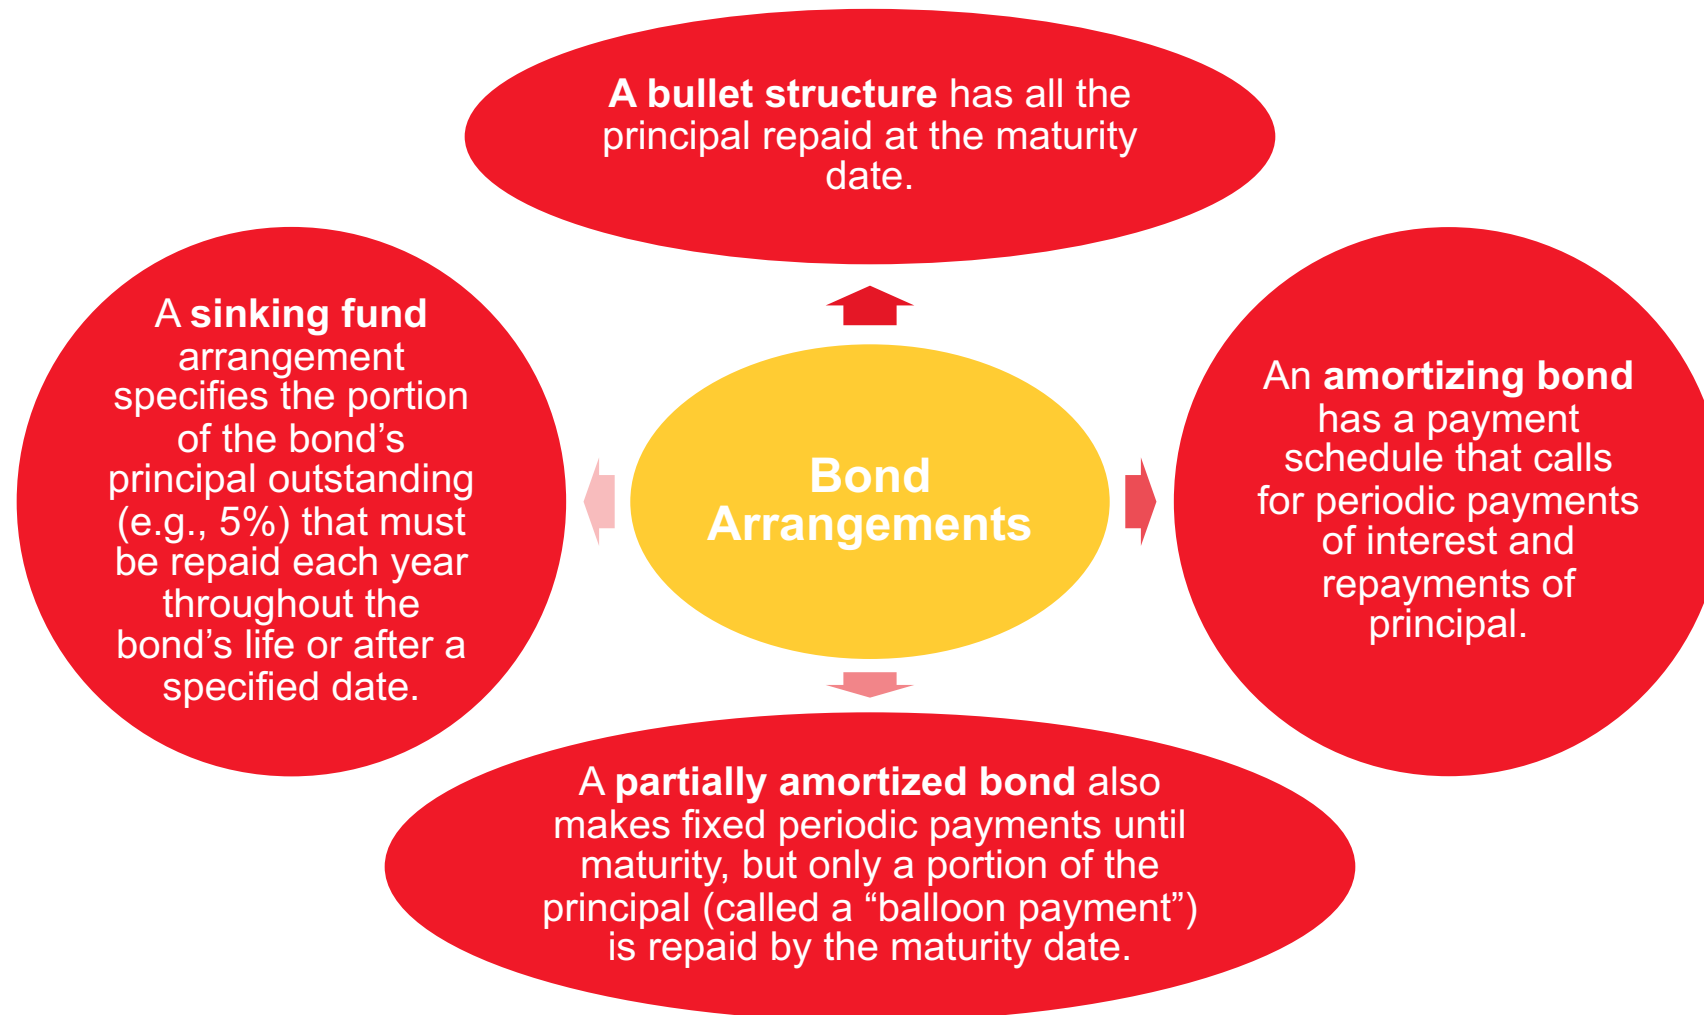 A bullet structure has all the
principal repaid at the maturity
date.
A sinking fund
arrangement
specifies the portion
of the bond’s
principal outstanding
(e.g., 5%) that must
be repaid each year
throughout the
bond’s life or after a
specified date.
Bond
Arrangements
An amortizing bond
has a payment
schedule that calls
for periodic payments
of interest and
repayments of
principal.
A partially amortized bond also
makes fixed periodic payments until
maturity, but only a portion of the
principal (called a “balloon payment”)
is repaid by the maturity date.